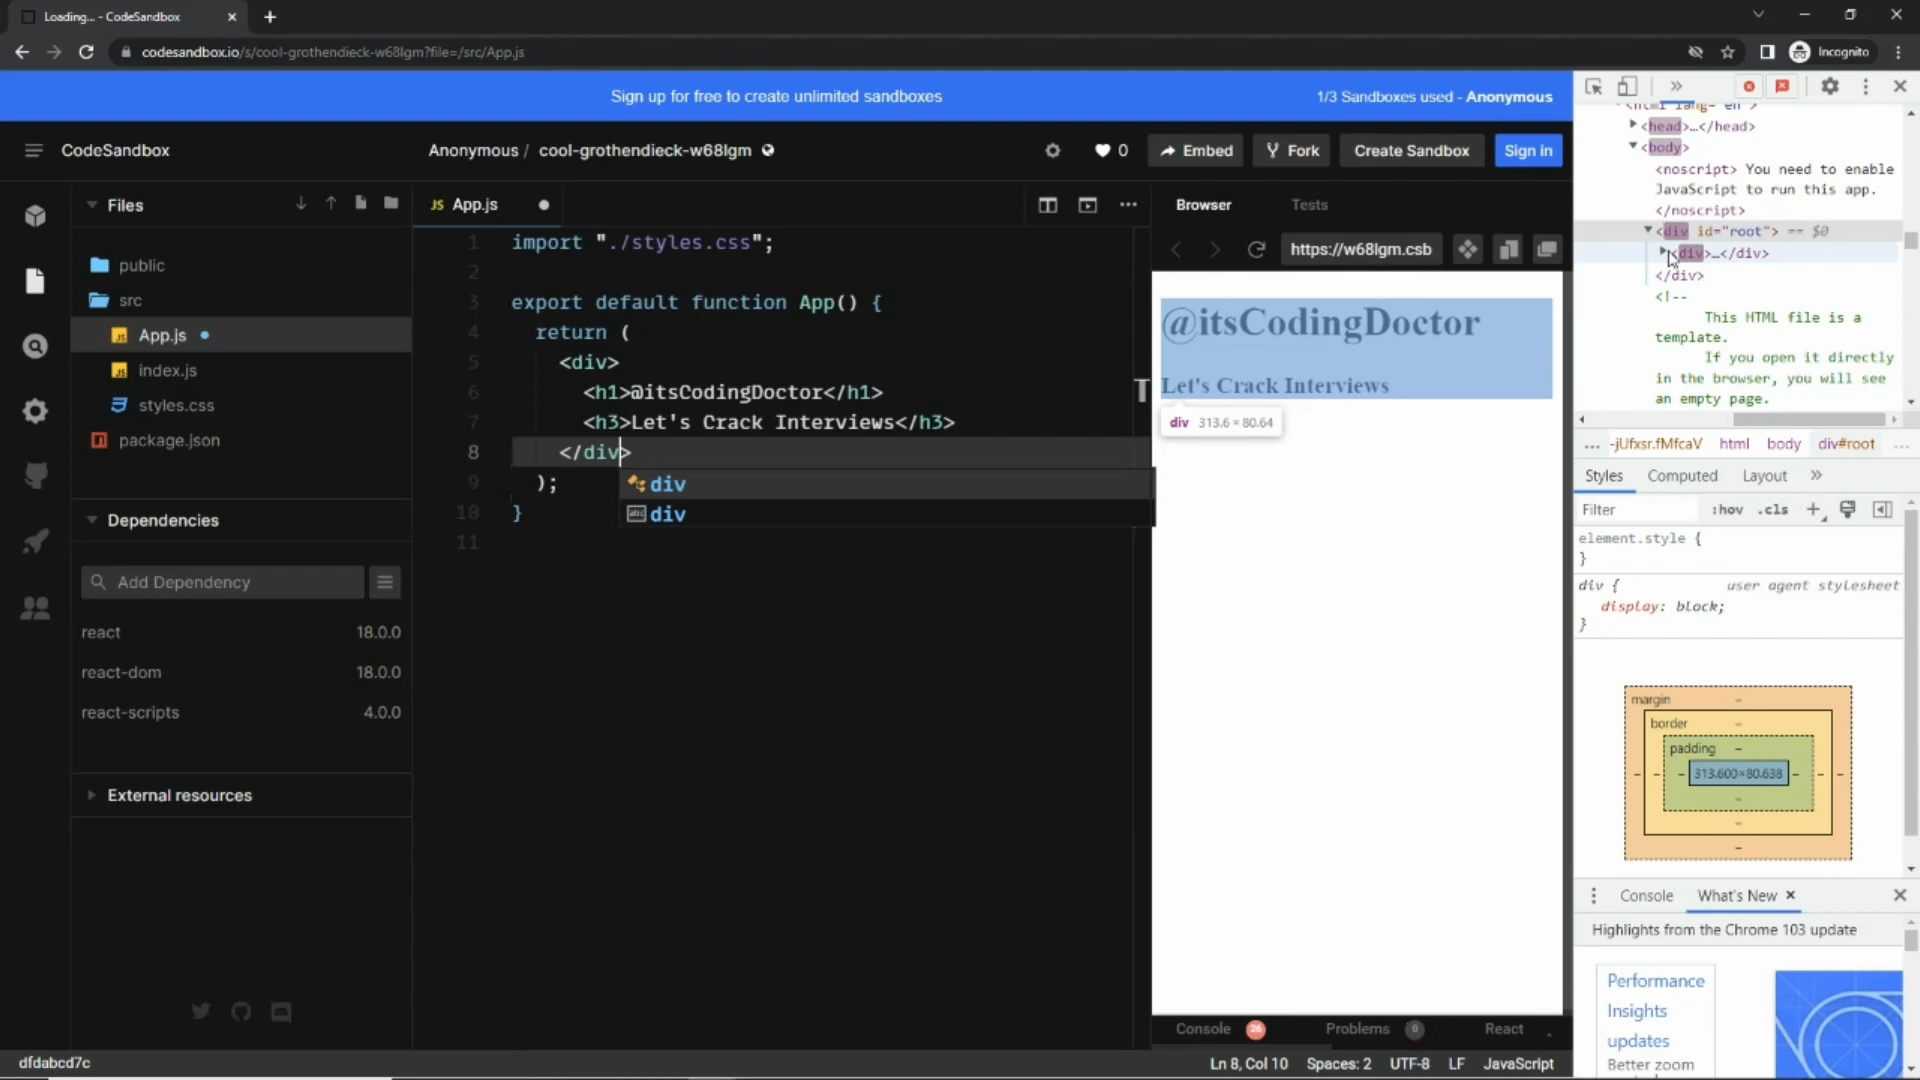 Loading... - CodeSandbox
codesandbox.io/s/cool-grothendieck-w68lgm?file=/src/App.js
Incognito
Sign up for free to create unlimited sandboxes
1/3 Sandboxes used - Anonymous
CodeSandbox
Anonymous / cool-grothendieck-w68lgm
0
Embed
Fork
Create Sandbox
Sign in
Files
public
src
JS App.js
JS index.js
styles.css
package.json
Dependencies
Add Dependency
react 18.0.0
react-dom 18.0.0
react-scripts 4.0.0
External resources
JS App.js
1 import "./styles.css";
2
3 export default function App() {
4 return (
5 <div>
6 <h1>@itsCodingDoctor</h1>
7 <h3>Let's Crack Interviews</h3>
8 </div>
9 );
10 }
11
div
abc div
Browser
Tests
https://w68lgm.csb
@itsCodingDoctor
Let's Crack Interviews
div 313.6 × 80.64
T
Console 26
Problems 0
React
<html lang="en">
<head>…</head>
<body>
<noscript> You need to enable
JavaScript to run this app.
</noscript>
<div id="root"> == $0
<div>…</div>
</div>
<!--
This HTML file is a
template.
If you open it directly
in the browser, you will see
an empty page.
... -jUfxsr.fMfcaV html body div#root ...
Styles Computed Layout
Filter :hov .cls
element.style {
}
div { user agent stylesheet
display: block;
}
margin -
border -
padding -
- - - 313.600×80.638 - - -
-
-
-
Console What's New
Highlights from the Chrome 103 update
Performance
Insights
updates
Better zoom
dfdabcd7c
Ln 8, Col 10 Spaces: 2 UTF-8 LF JavaScript